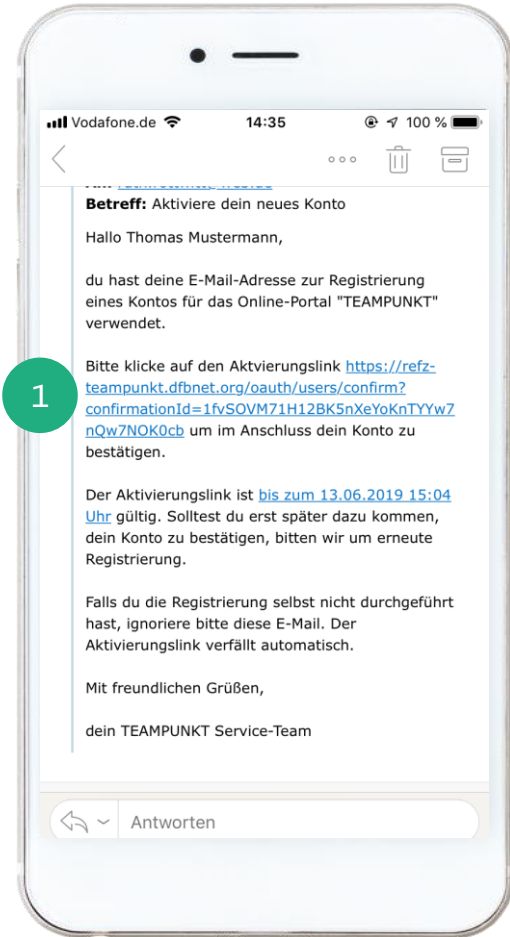 Vodafone.de 14:35 100 %
Betreff: Aktiviere dein neues Konto
Hallo Thomas Mustermann,
du hast deine E-Mail-Adresse zur Registrierung
eines Kontos für das Online-Portal "TEAMPUNKT"
verwendet.
Bitte klicke auf den Aktvierungslink https://refz-
teampunkt.dfbnet.org/oauth/users/confirm?
1
confirmationId=1fvSOVM71H12BK5nXeYoKnTYYw7
nQw7NOK0cb um im Anschluss dein Konto zu
bestätigen.
Der Aktivierungslink ist bis zum 13.06.2019 15:04
Uhr gültig. Solltest du erst später dazu kommen,
dein Konto zu bestätigen, bitten wir um erneute
Registrierung.
Falls du die Registrierung selbst nicht durchgeführt
hast, ignoriere bitte diese E-Mail. Der
Aktivierungslink verfällt automatisch.
Mit freundlichen Grüßen,
dein TEAMPUNKT Service-Team
Antworten